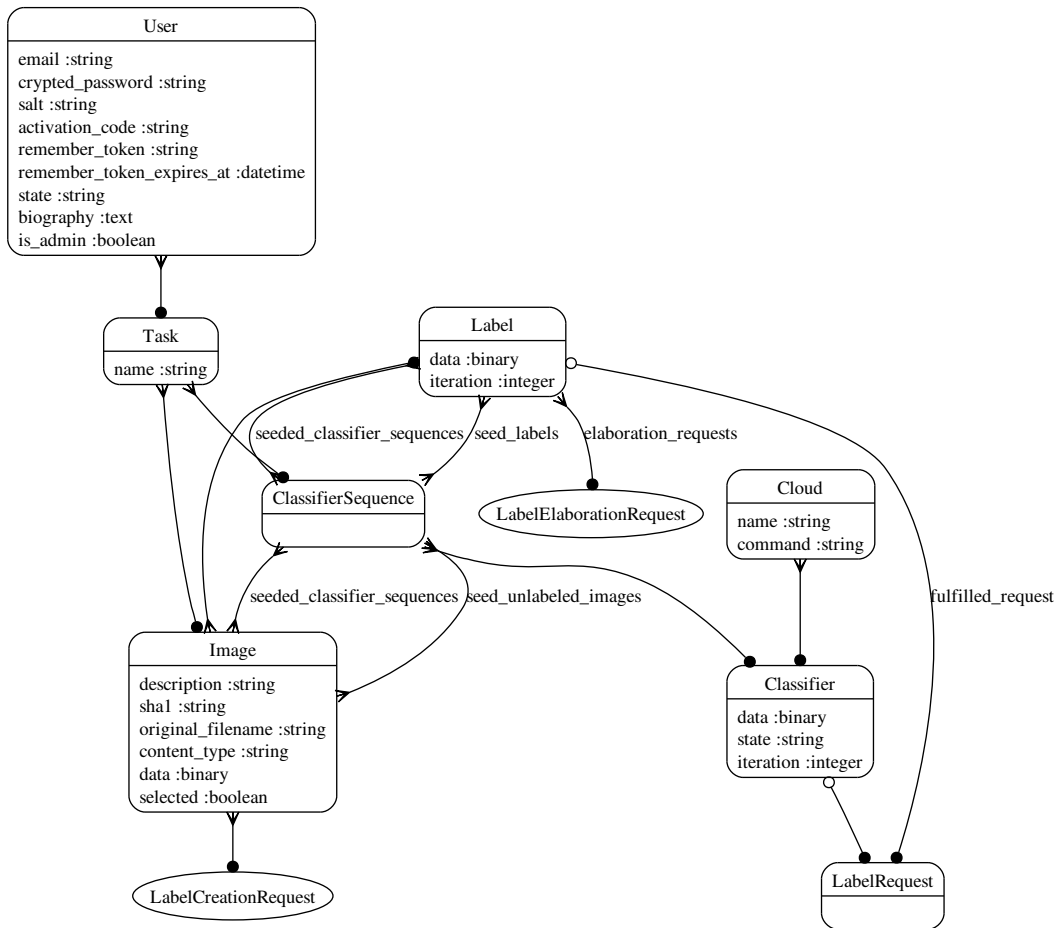 User
email :string
crypted_password :string
salt :string
activation_code :string
remember_token :string
remember_token_expires_at :datetime
state :string
biography :text
is_admin :boolean
Task
name :string
Label
data :binary
iteration :integer
seeded_classifier_sequences
seed_labels
elaboration_requests
ClassifierSequence
LabelElaborationRequest
Cloud
name :string
command :string
seeded_classifier_sequences
seed_unlabeled_images
fulfilled_request
Image
description :string
sha1 :string
original_filename :string
content_type :string
data :binary
selected :boolean
Classifier
data :binary
state :string
iteration :integer
LabelCreationRequest
LabelRequest